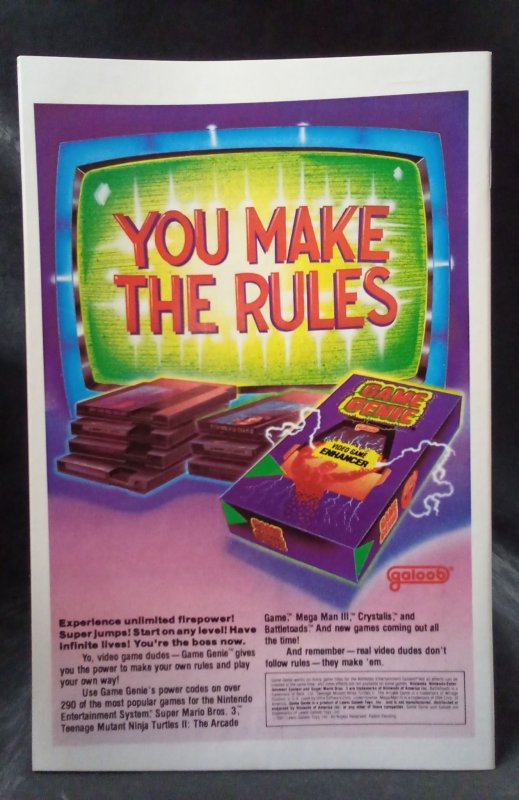 YOU MAKE
THE RULES
GAME
GENIE
VIDEO GAME
ENHANCER
GAME
GENIE
GAME
GENIE
galoob®
Experience unlimited firepower!
Super jumps! Start on any level! Have
infinite lives! You're the boss now.
Yo, video game dudes — Game Genie™ gives
you the power to make your own rules and play
your own way!
Use Game Genie's power codes on over
290 of the most popular games for the Nintendo
Entertainment System,® Super Mario Bros. 3,™
Teenage Mutant Ninja Turtles II: The Arcade
Game,™ Mega Man III,™ Crystalis,™ and
Battletoads.™ And new games coming out all
the time!
And remember — real video dudes don't
follow rules — they make 'em.